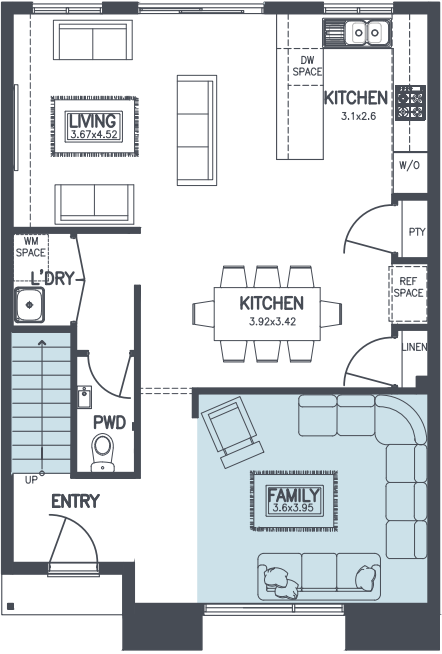 DW
SPACE
KITCHEN
3.1x2.6
LIVING
3.67x4.52
W/O
PTY
WM
SPACE
L'DRY
REF
SPACE
KITCHEN
3.92x3.42
LINEN
PWD
UP
ENTRY
FAMILY
3.6x3.95